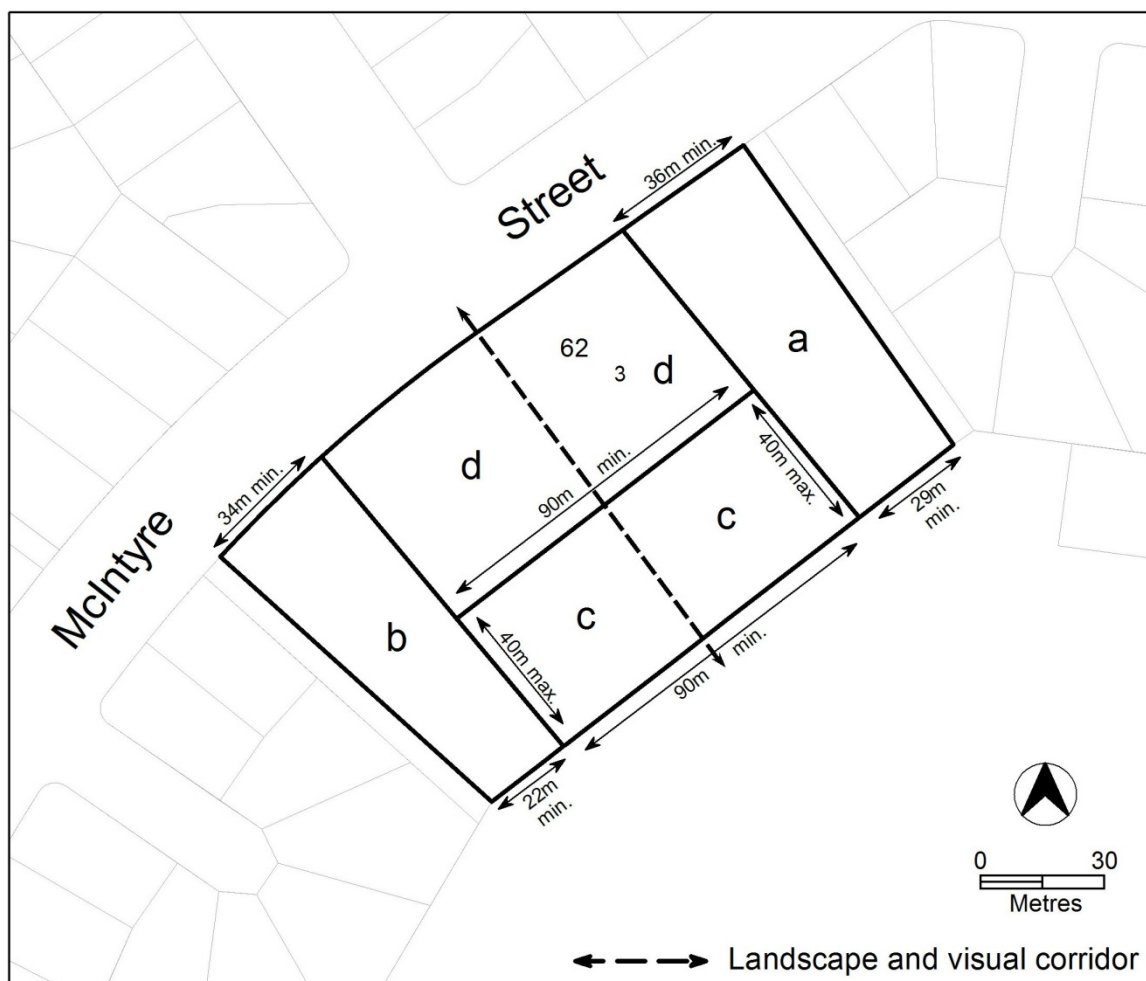 36m min.
Street
a
62
3
d
90m min.
40m max.
d
34m min.
29m
min.
c
McIntyre
c
b
40m max.
90m min.
22m
min.
0 30
Metres
Landscape and visual corridor